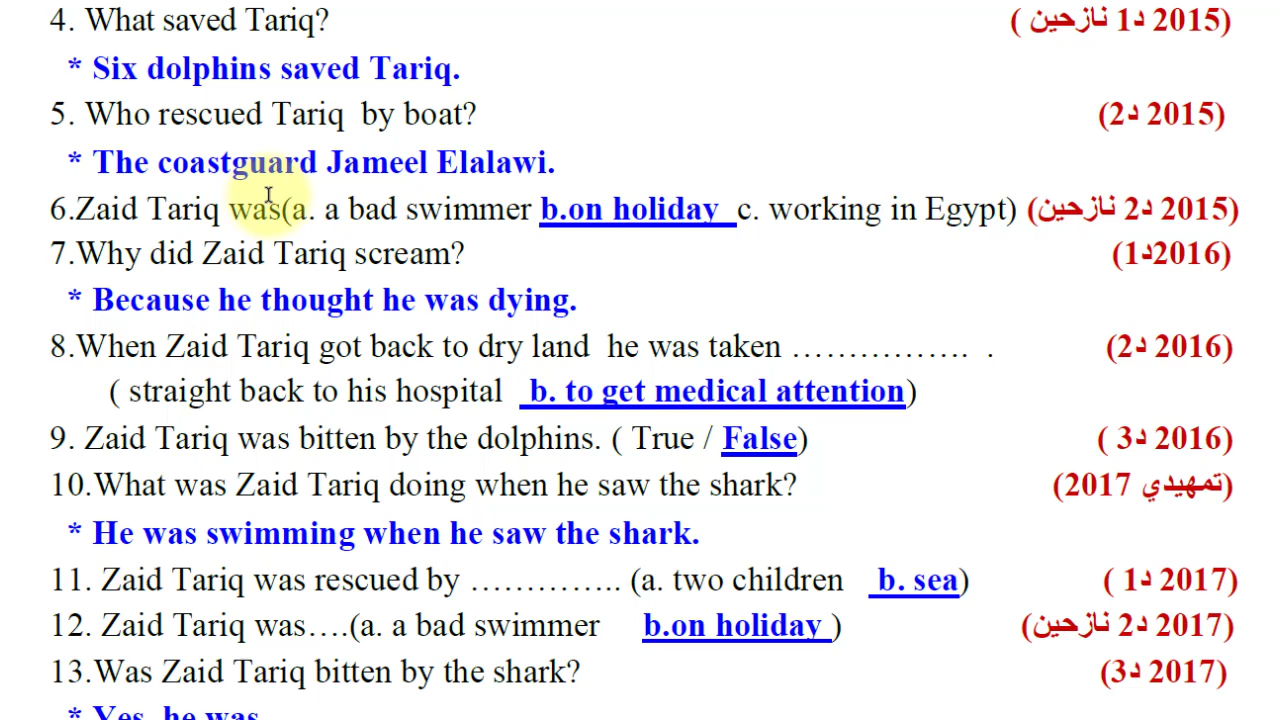 4. What saved Tariq? (2015 د1 نازحين )
* Six dolphins saved Tariq.
5. Who rescued Tariq by boat? (2015 د2)
* The coastguard Jameel Elalawi.
6.Zaid Tariq was(a. a bad swimmer b.on holiday c. working in Egypt) (2015 د2 نازحين)
7.Why did Zaid Tariq scream? (2016د1)
* Because he thought he was dying.
8.When Zaid Tariq got back to dry land he was taken ……………. . (2016 د2)
( straight back to his hospital b. to get medical attention)
9. Zaid Tariq was bitten by the dolphins. ( True / False) (2016 د3 )
10.What was Zaid Tariq doing when he saw the shark? (تمهيدي 2017)
* He was swimming when he saw the shark.
11. Zaid Tariq was rescued by ………….. (a. two children b. sea) (2017 د1 )
12. Zaid Tariq was….(a. a bad swimmer b.on holiday ) (2017 د2 نازحين)
13.Was Zaid Tariq bitten by the shark? (2017 د3)
* Yes, he was.